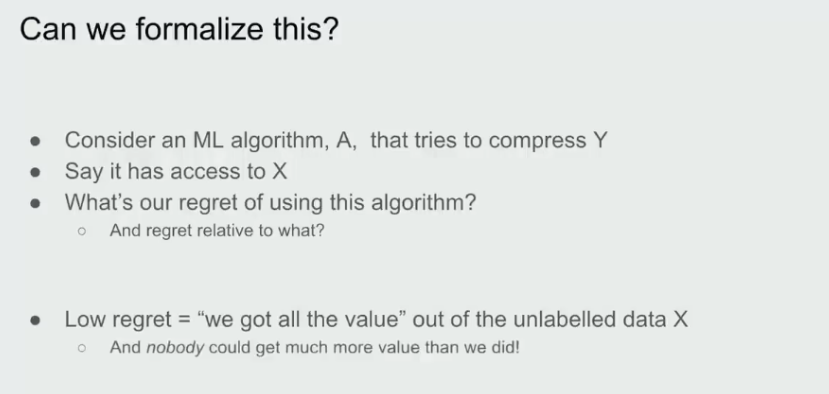 Can we formalize this?
● Consider an ML algorithm, A, that tries to compress Y
● Say it has access to X
● What's our regret of using this algorithm?
○ And regret relative to what?
● Low regret = “we got all the value” out of the unlabelled data X
○ And nobody could get much more value than we did!